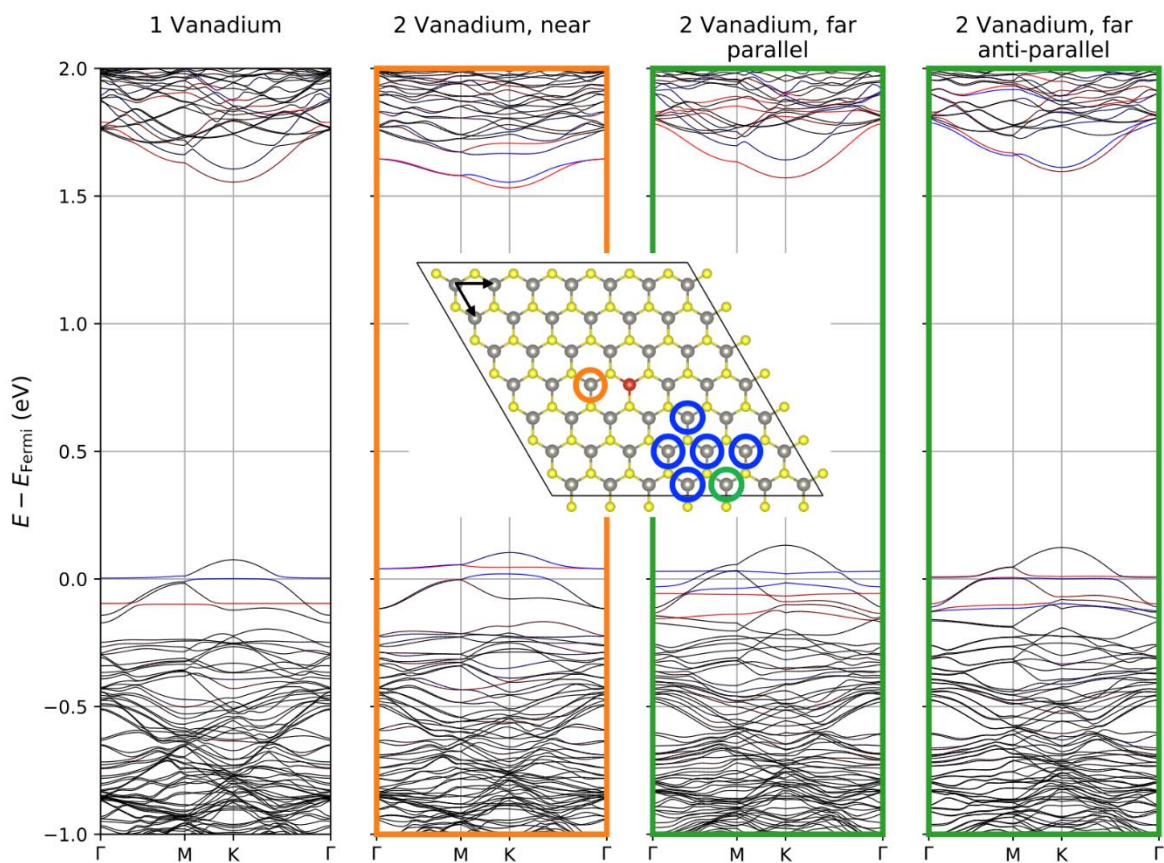 1 Vanadium
2 Vanadium, near
2 Vanadium, far
parallel
2 Vanadium, far
anti-parallel
E − E_Fermi (eV)
2.0
1.5
1.0
0.5
0.0
−0.5
−1.0
Γ M K Γ
Γ M K Γ
Γ M K Γ
Γ M K Γ